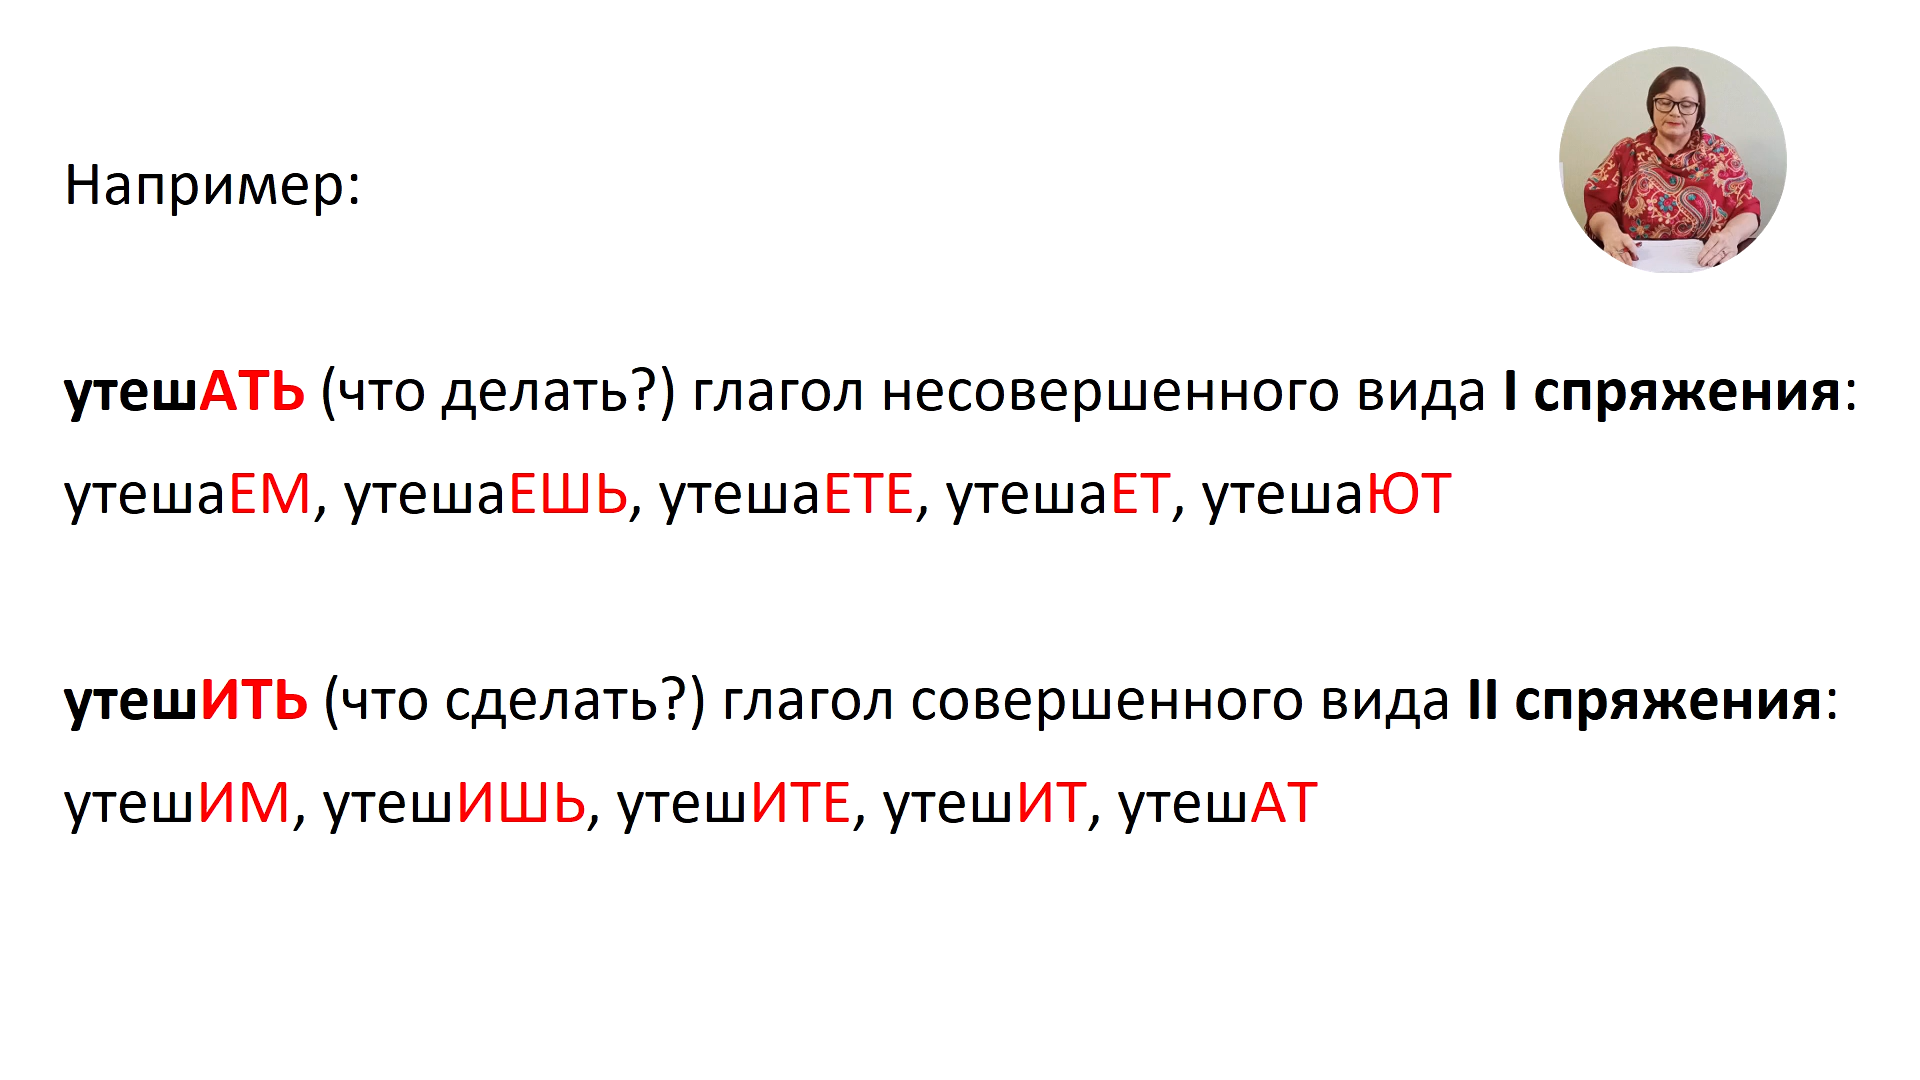 Например:
утешАТЬ (что делать?) глагол несовершенного вида I спряжения:
утешаЕМ, утешаЕШЬ, утешаЕТЕ, утешаЕТ, утешаЮТ
утешИТЬ (что сделать?) глагол совершенного вида II спряжения:
утешИМ, утешИШЬ, утешИТЕ, утешИТ, утешАТ